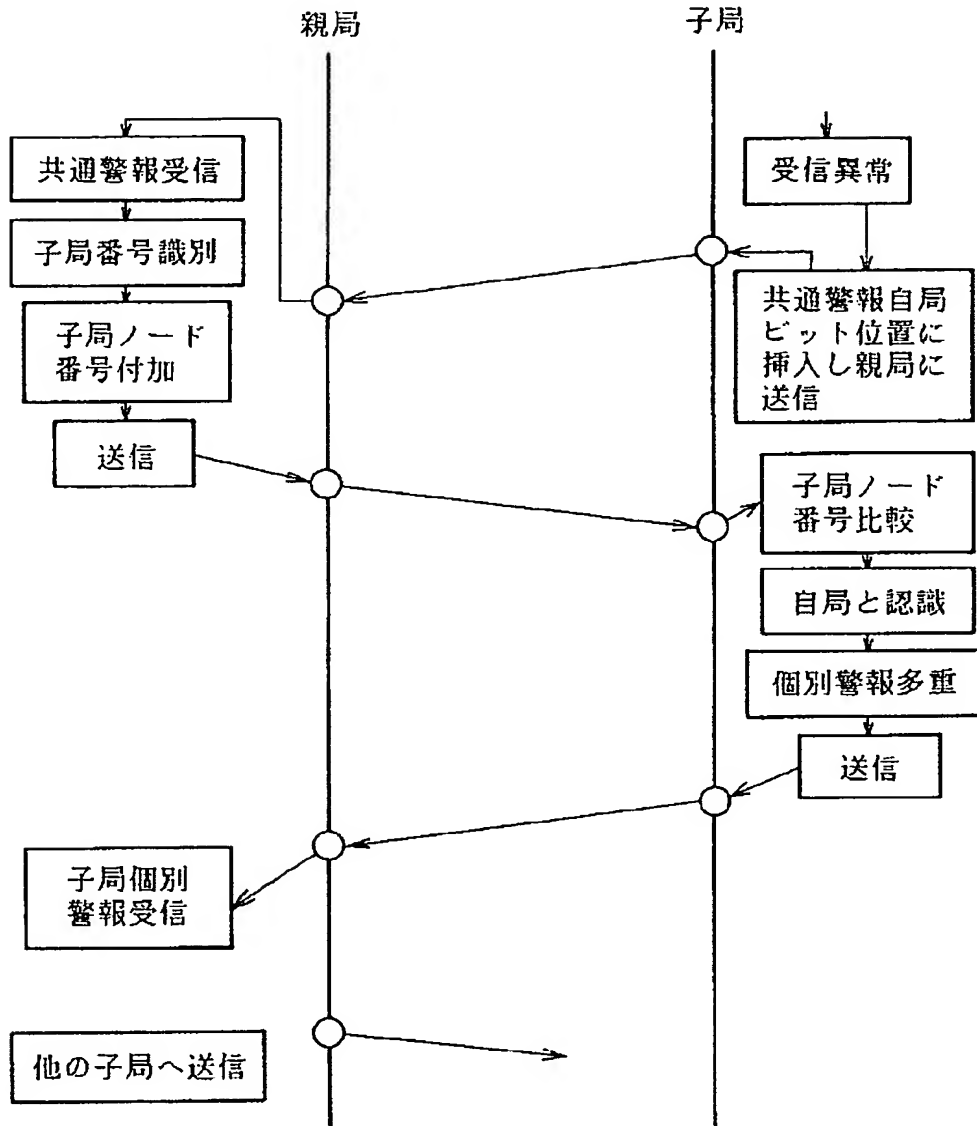 親局
子局
共通警報受信
子局番号識別
子局ノード
番号付加
送信
受信異常
共通警報自局
ビット位置に
挿入し親局に
送信
子局ノード
番号比較
自局と認識
個別警報多重
送信
子局個別
警報受信
他の子局へ送信